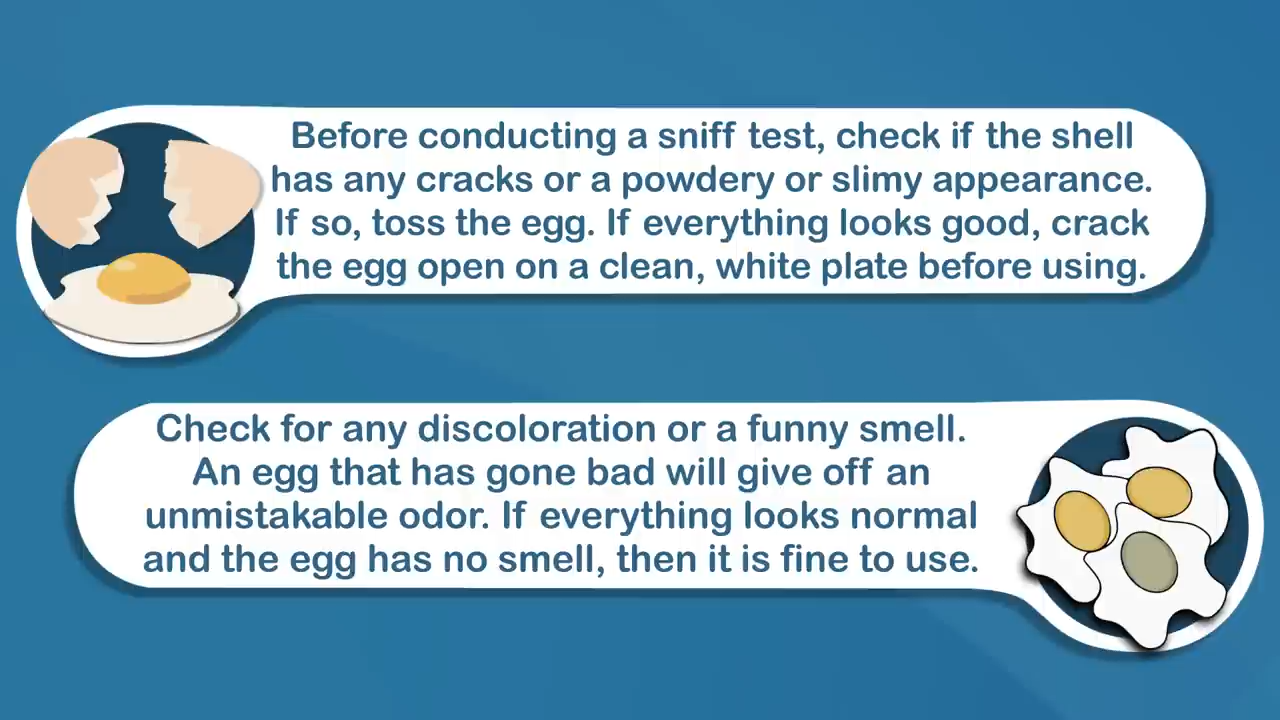 Before conducting a sniff test, check if the shell
has any cracks or a powdery or slimy appearance.
If so, toss the egg. If everything looks good, crack
the egg open on a clean, white plate before using.
Check for any discoloration or a funny smell.
An egg that has gone bad will give off an
unmistakable odor. If everything looks normal
and the egg has no smell, then it is fine to use.